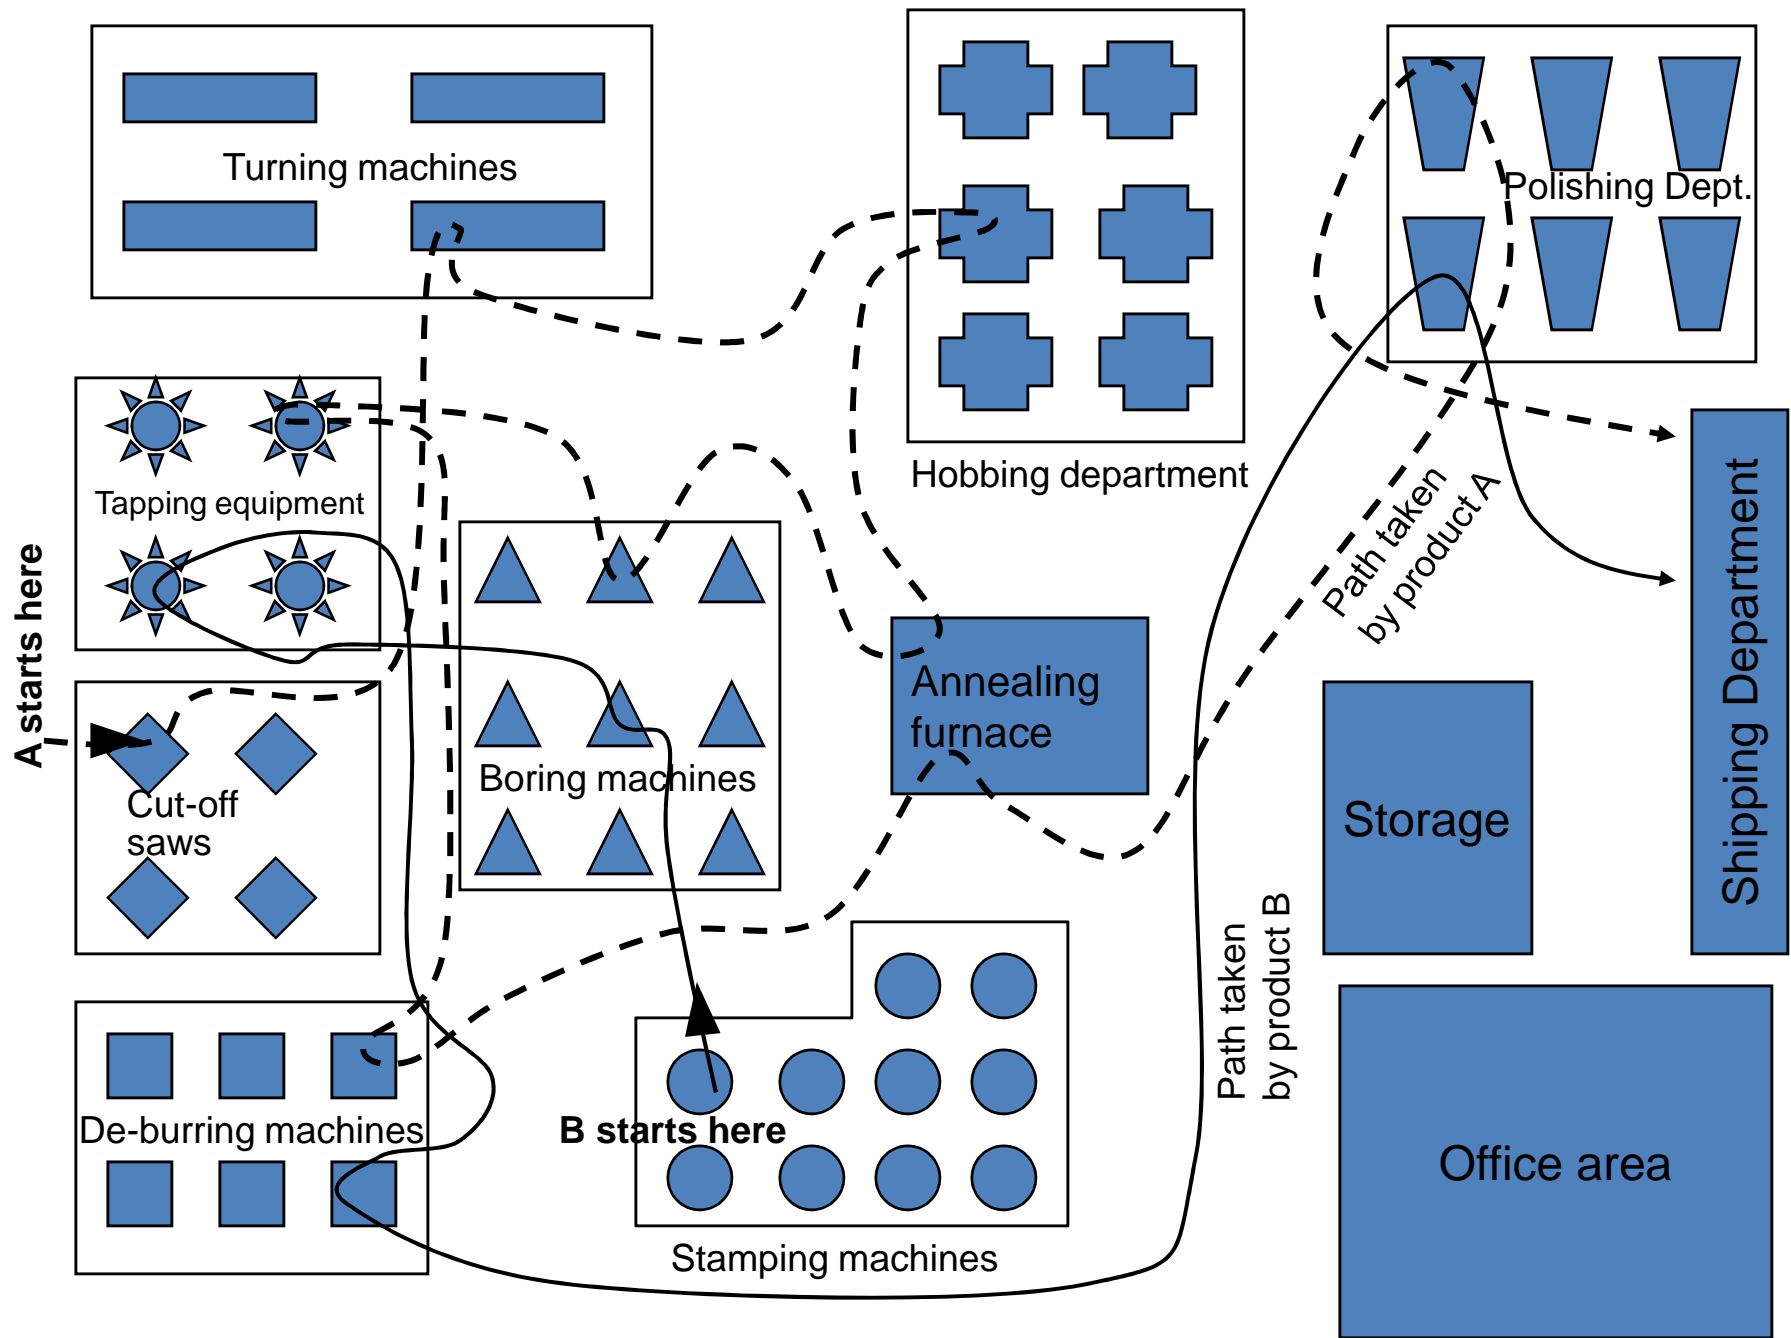 Turning machines
Polishing Dept.
Hobbing department
Tapping equipment
A starts here
Path taken
by product A
Annealing
furnace
Shipping Department
Boring machines
Cut-off
saws
Storage
Path taken
by product B
De-burring machines
B starts here
Office area
Stamping machines